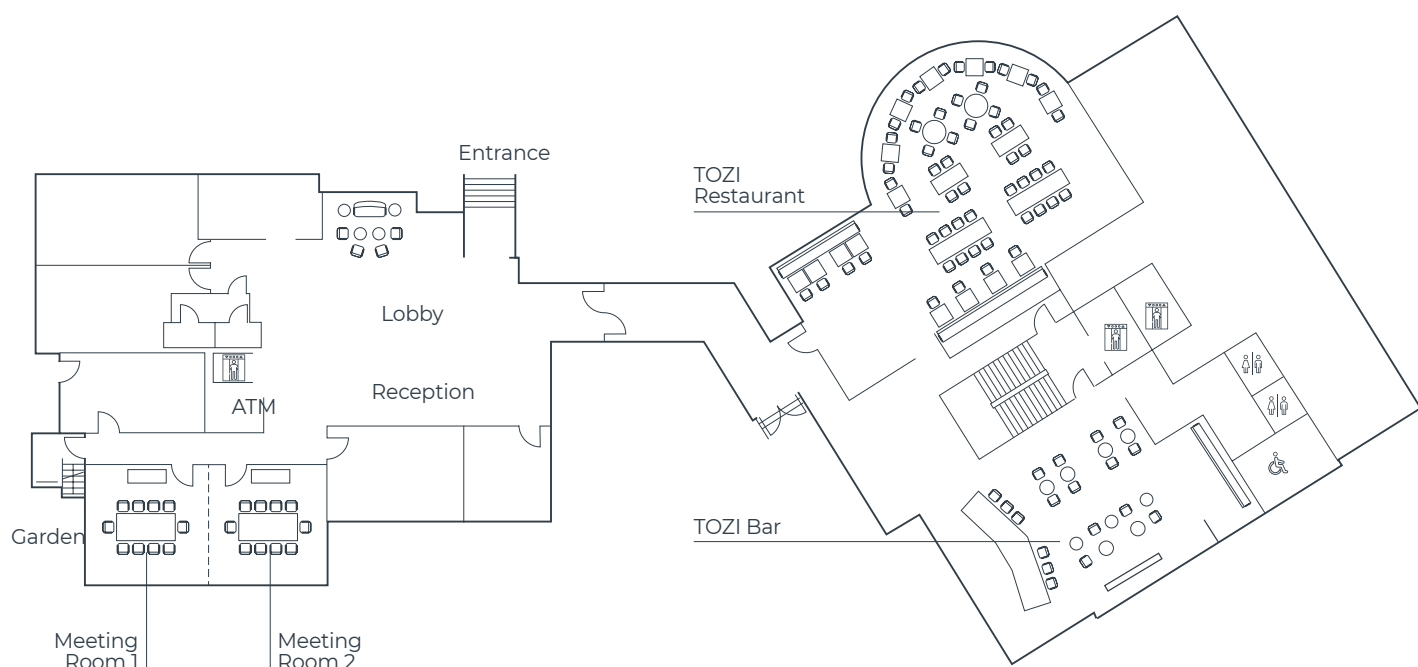 Entrance
TOZI
Restaurant
Lobby
Reception
ATM
TOZI Bar
Garden
Meeting
Room 1
Meeting
Room 2